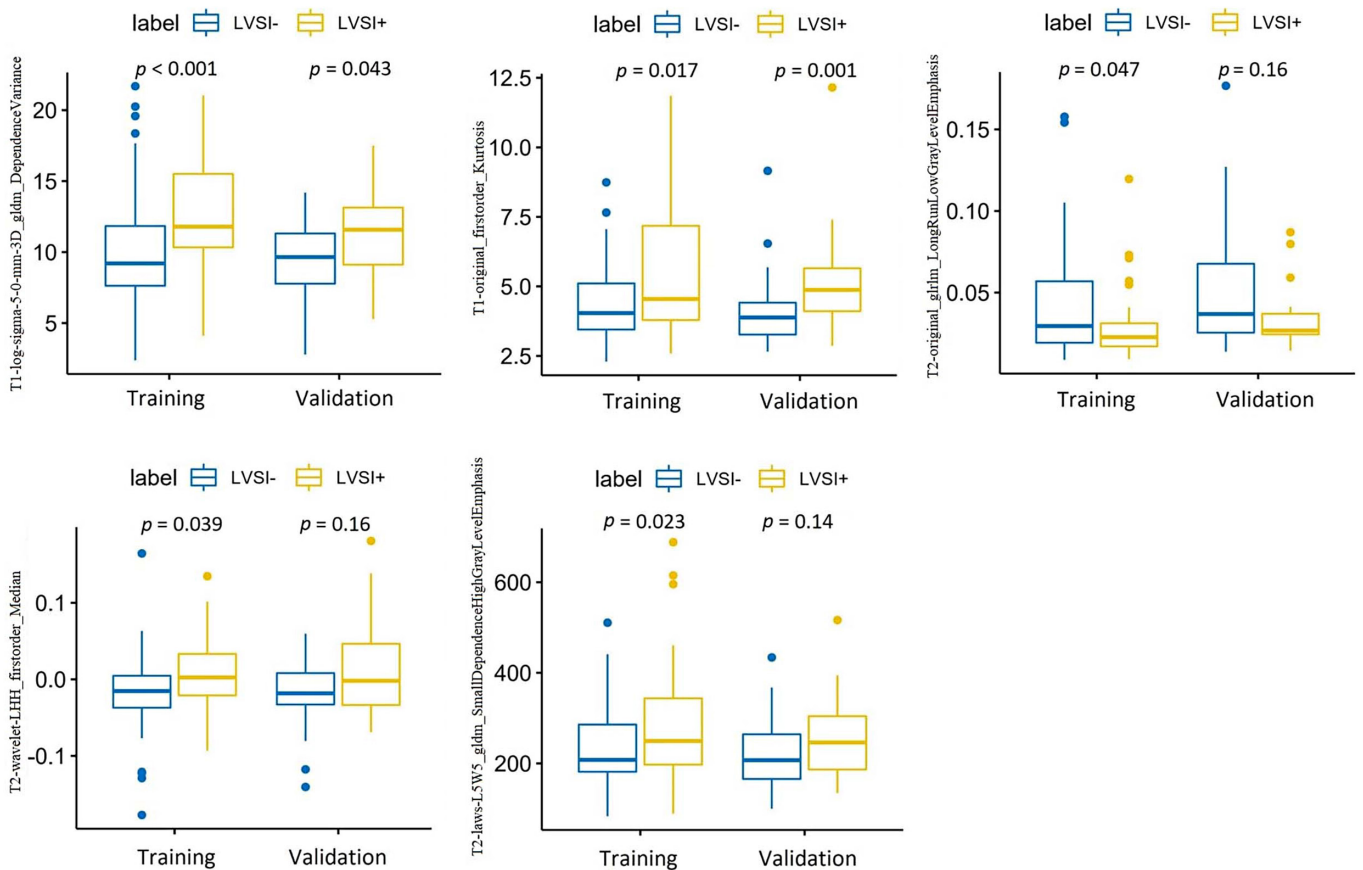 label LVSI- LVSI+
p < 0.001 p = 0.043
T1-log-sigma-5-0-mm-3D_gldm_DependenceVariance
20
15
10
5
Training Validation
label LVSI- LVSI+
p = 0.017 p = 0.001
T1-original_firstorder_Kurtosis
12.5
10.0
7.5
5.0
2.5
Training Validation
label LVSI- LVSI+
p = 0.047 p = 0.16
T2-original_glrlm_LongRunLowGrayLevelEmphasis
0.15
0.10
0.05
Training Validation
label LVSI- LVSI+
p = 0.039 p = 0.16
T2-wavelet-LHH_firstorder_Median
0.1
0.0
-0.1
Training Validation
label LVSI- LVSI+
p = 0.023 p = 0.14
T2-laws-L5W5_gldm_SmallDependenceHighGrayLevelEmphasis
600
400
200
Training Validation